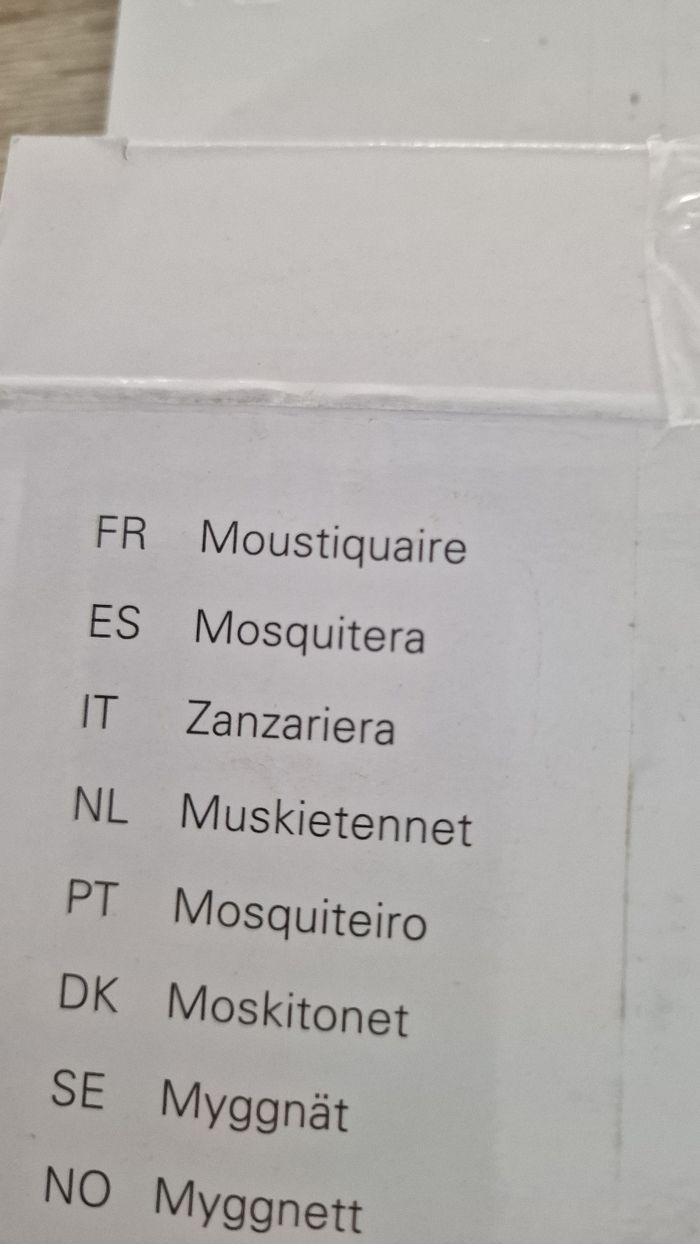 FR Moustiquaire
ES Mosquitera
IT Zanzariera
NL Muskietennet
PT Mosquiteiro
DK Moskitonet
SE Myggnät
NO Myggnett